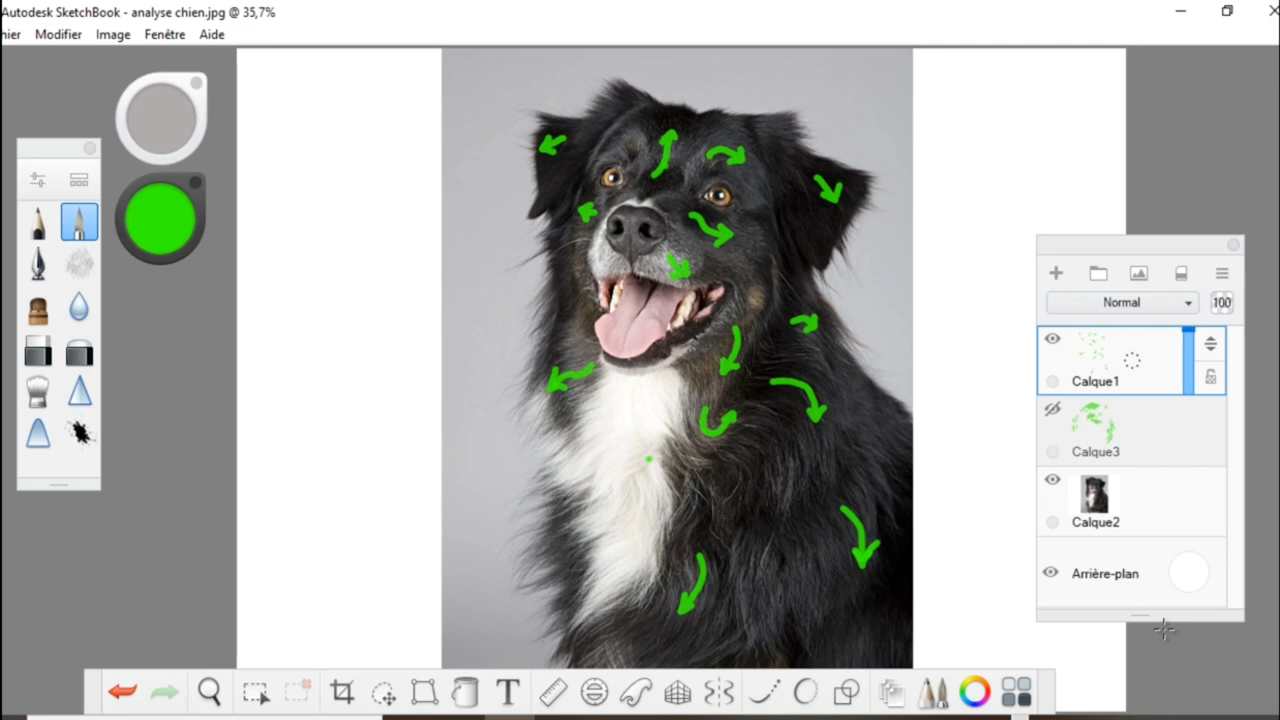 Autodesk SketchBook - analyse chien.jpg @ 35,7%
hier Modifier Image Fenêtre Aide
Normal 100
Calque1
Calque3
Calque2
Arrière-plan
T